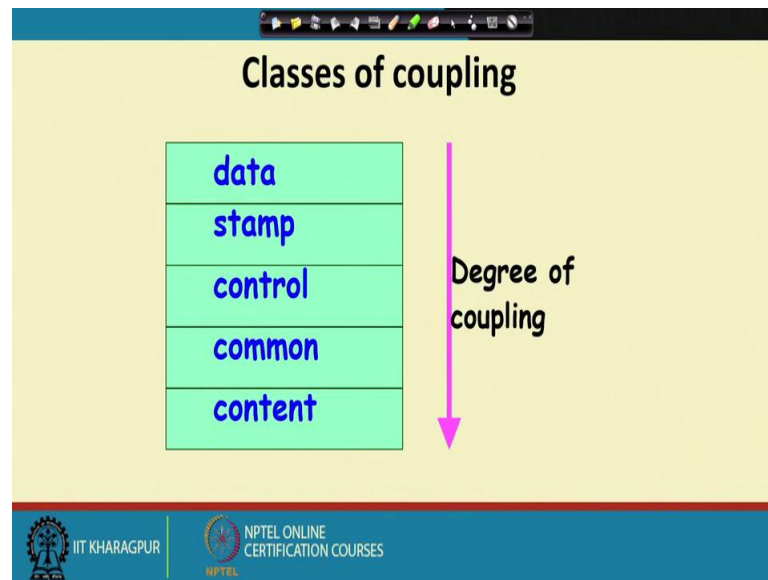 Classes of coupling
data
stamp
control
common
content
Degree of
coupling
IIT KHARAGPUR
NPTEL
NPTEL ONLINE
CERTIFICATION COURSES